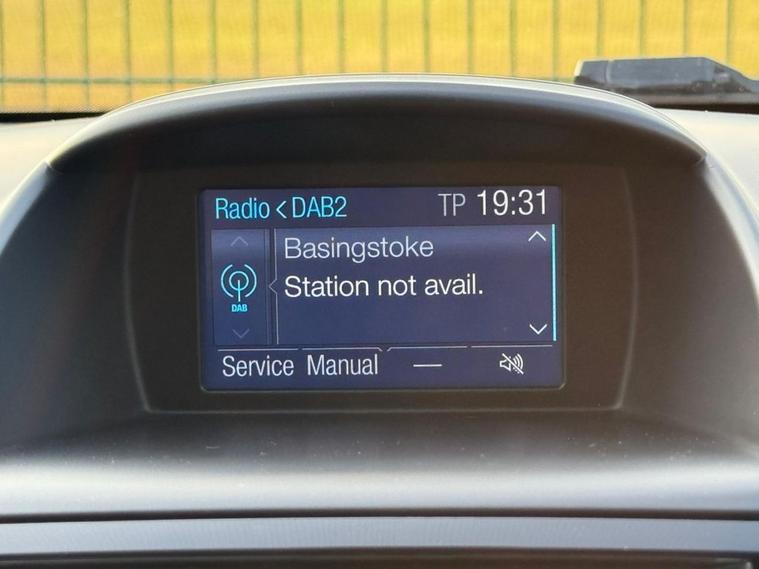 Radio < DAB2 TP 19:31
Basingstoke
DAB
Station not avail.
Service Manual —